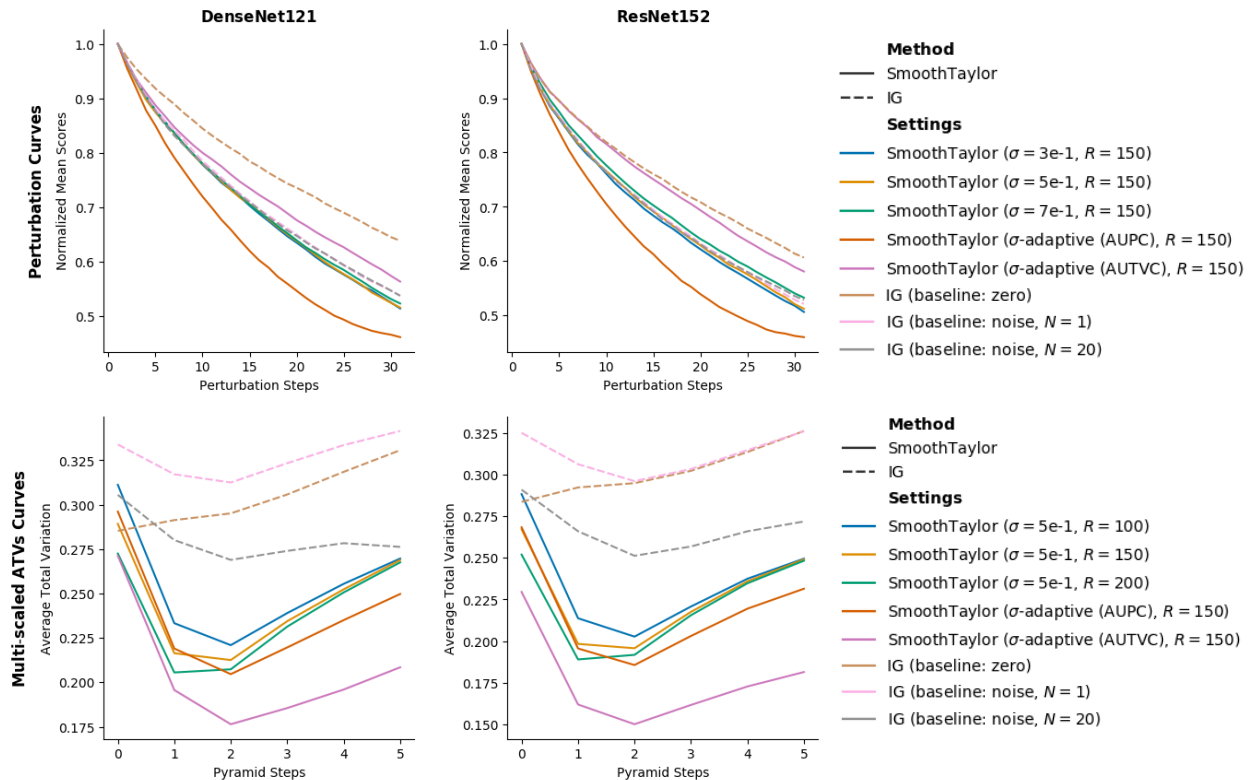 DenseNet121
ResNet152
Perturbation Curves
Normalized Mean Scores
1.0
0.9
0.8
0.7
0.6
0.5
0 5 10 15 20 25 30
Perturbation Steps
Normalized Mean Scores
1.0
0.9
0.8
0.7
0.6
0.5
0 5 10 15 20 25 30
Perturbation Steps
Method
SmoothTaylor
IG
Settings
SmoothTaylor (σ = 3e-1, R = 150)
SmoothTaylor (σ = 5e-1, R = 150)
SmoothTaylor (σ = 7e-1, R = 150)
SmoothTaylor (σ-adaptive (AUPC), R = 150)
SmoothTaylor (σ-adaptive (AUTVC), R = 150)
IG (baseline: zero)
IG (baseline: noise, N = 1)
IG (baseline: noise, N = 20)
Multi-scaled ATVs Curves
Average Total Variation
0.325
0.300
0.275
0.250
0.225
0.200
0.175
0 1 2 3 4 5
Pyramid Steps
Average Total Variation
0.325
0.300
0.275
0.250
0.225
0.200
0.175
0.150
0 1 2 3 4 5
Pyramid Steps
Method
SmoothTaylor
IG
Settings
SmoothTaylor (σ = 5e-1, R = 100)
SmoothTaylor (σ = 5e-1, R = 150)
SmoothTaylor (σ = 5e-1, R = 200)
SmoothTaylor (σ-adaptive (AUPC), R = 150)
SmoothTaylor (σ-adaptive (AUTVC), R = 150)
IG (baseline: zero)
IG (baseline: noise, N = 1)
IG (baseline: noise, N = 20)